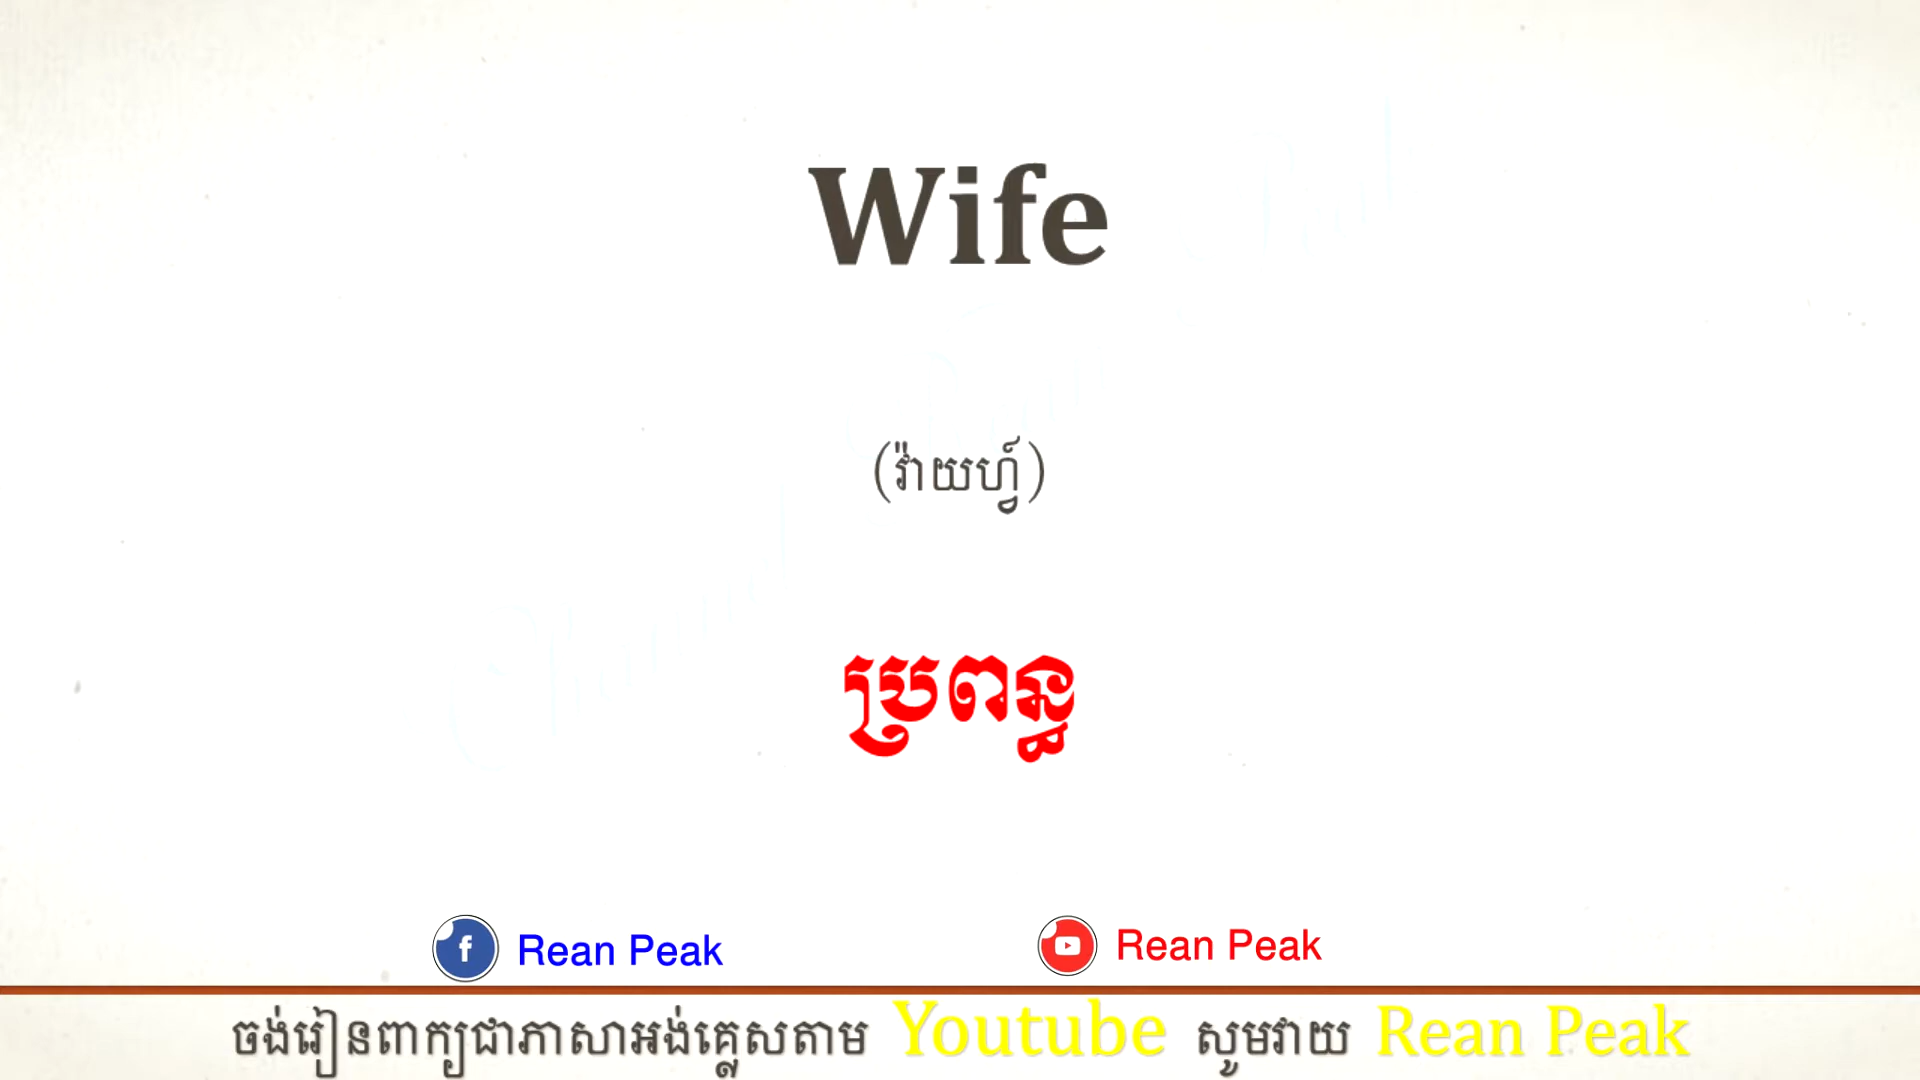 Wife
(វ៉ាយហ្វ៍)
ប្រពន្ធ
Rean Peak
Rean Peak
ចង់រៀនពាក្យជាភាសាអង់គ្លេសតាម Youtube សូមវាយ Rean Peak